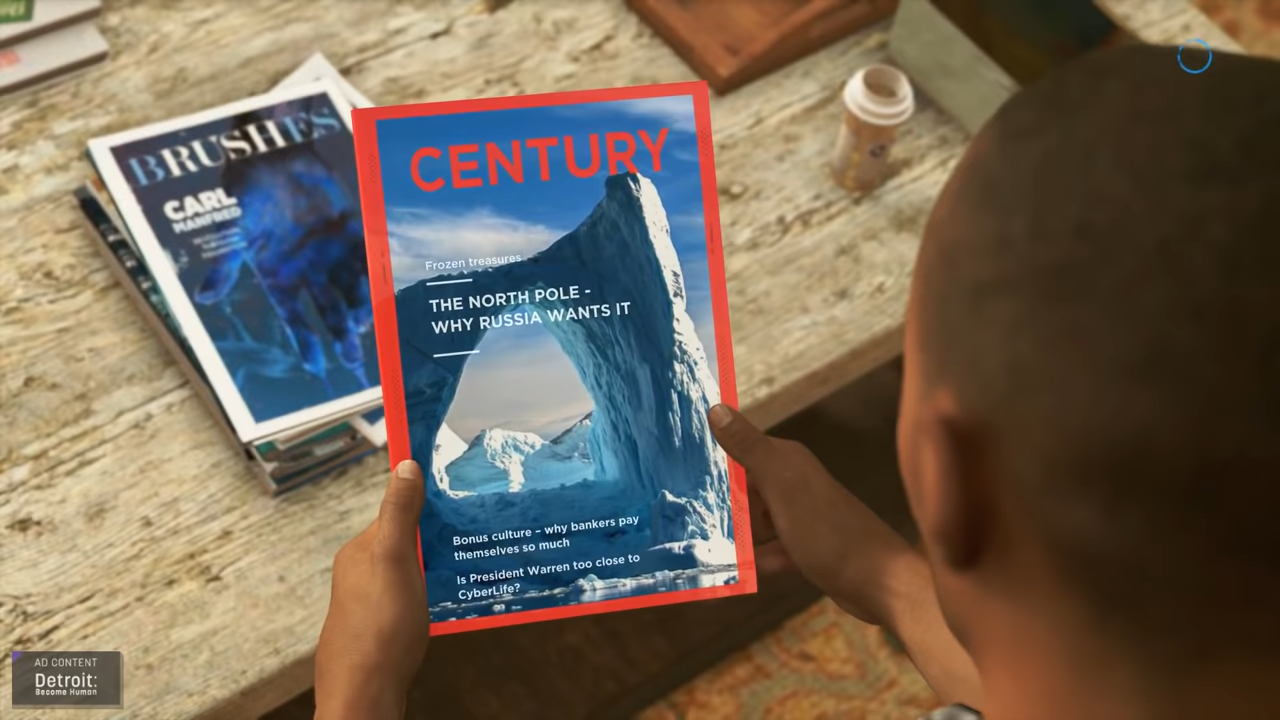 BRUSHES
CARL
MANFRED
CENTURY
Frozen treasures
THE NORTH POLE -
WHY RUSSIA WANTS IT
Bonus culture – why bankers pay
themselves so much
Is President Warren too close to
CyberLife?
AD CONTENT
Detroit:
Become Human